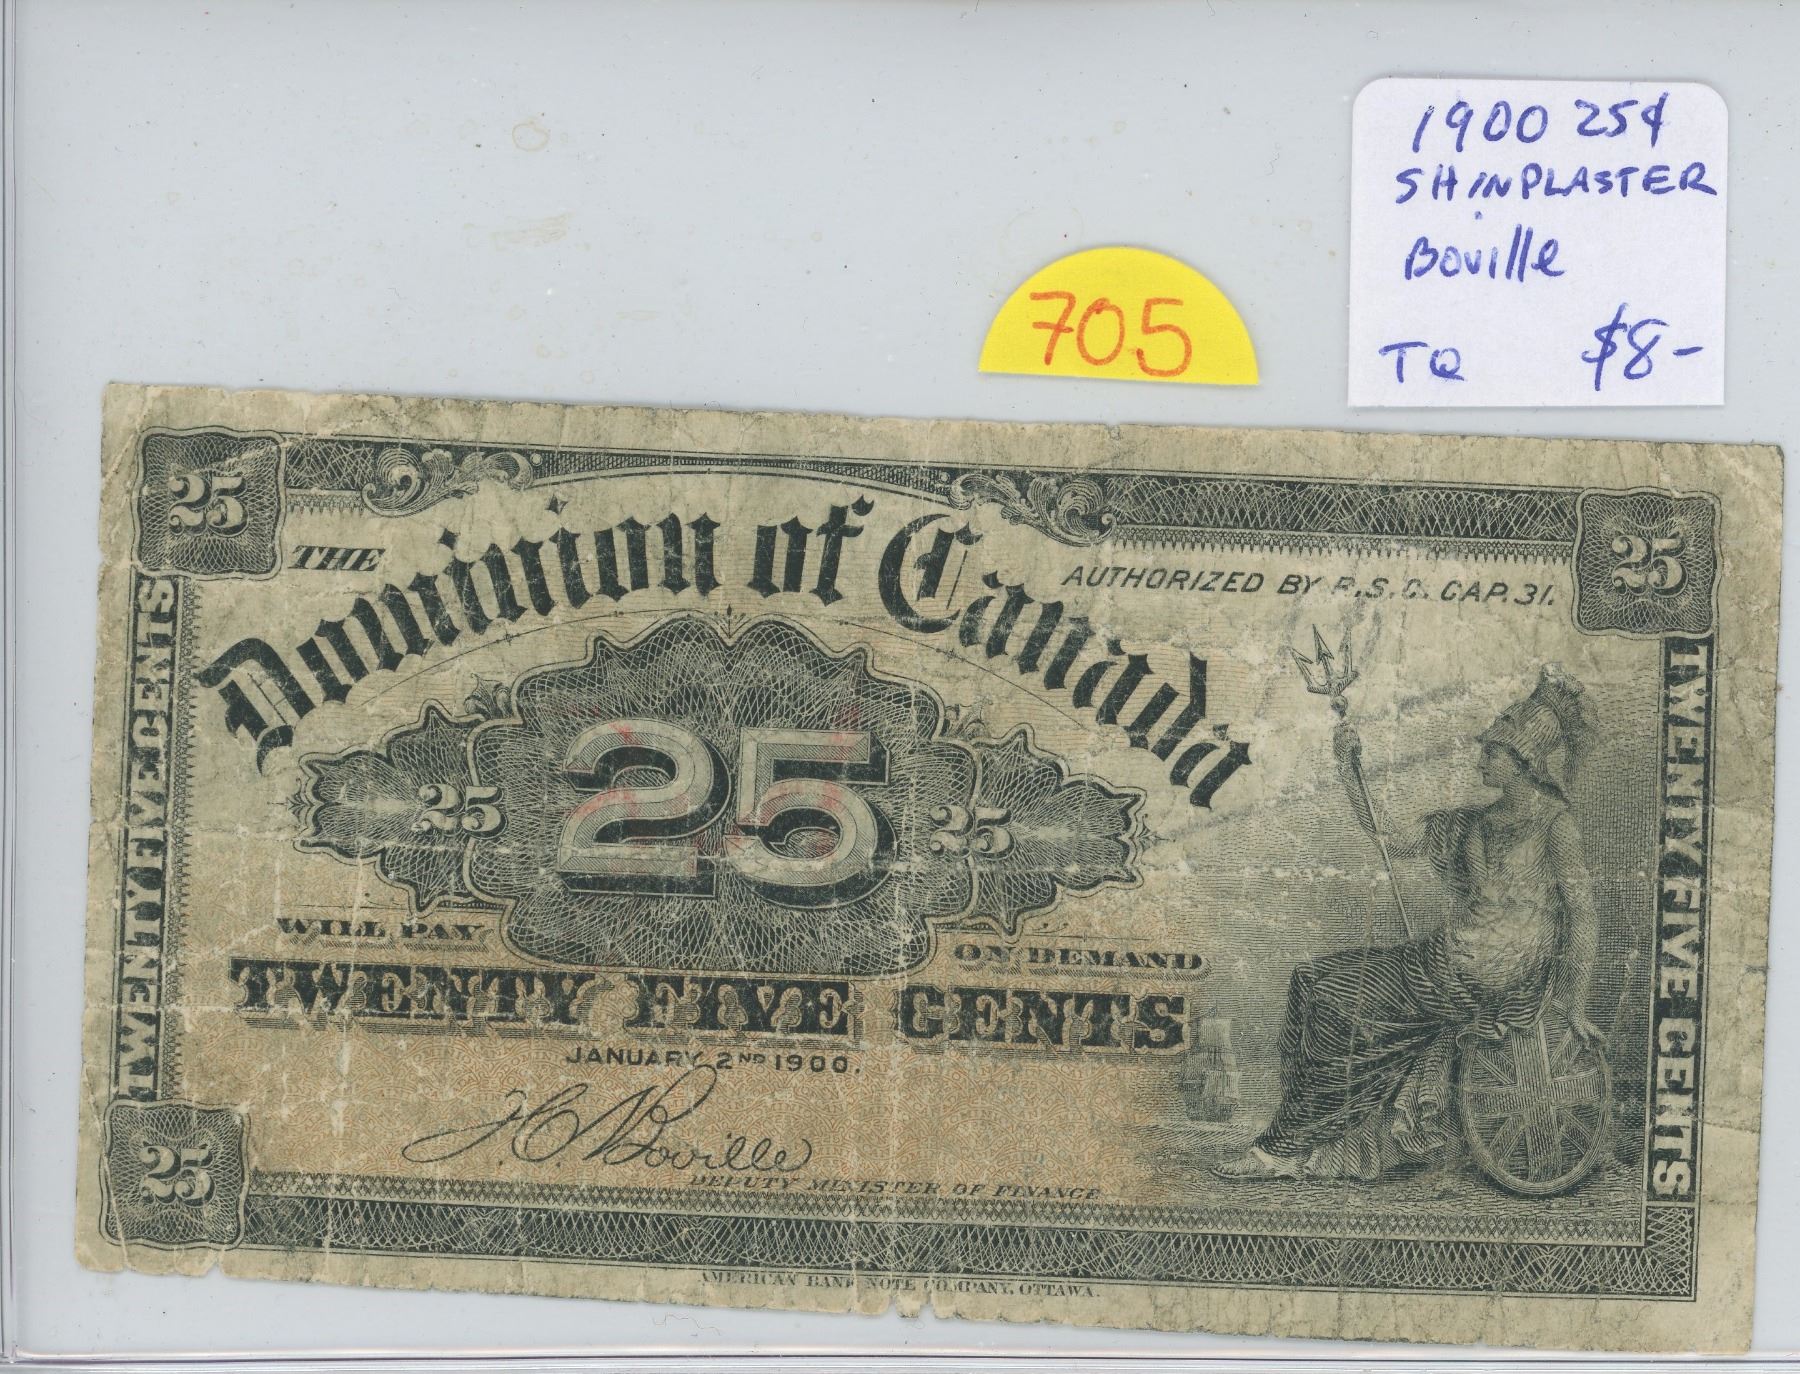 1900 25¢
SHINPLASTER
Boville
TQ $8-
705
25
25
THE
Dominion of Canada
AUTHORIZED BY R.S.C. CAP. 31.
TWENTY FIVE CENTS
TWENTY FIVE CENTS
25
25
25
WILL PAY
ON DEMAND
TWENTY FIVE CENTS
JANUARY 2ND 1900.
T.C. Boville
DEPUTY MINISTER OF FINANCE
25
AMERICAN BANK NOTE COMPANY, OTTAWA.